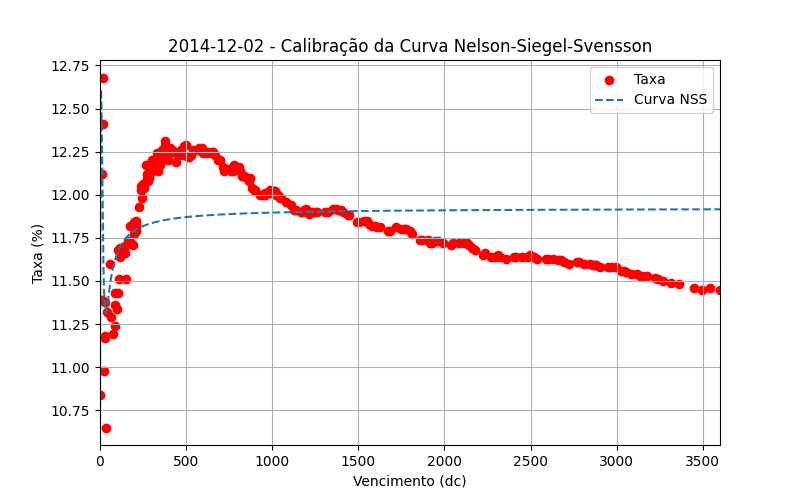 2014-12-02 - Calibração da Curva Nelson-Siegel-Svensson
Taxa
Curva NSS
Taxa (%)
12.75
12.50
12.25
12.00
11.75
11.50
11.25
11.00
10.75
0 500 1000 1500 2000 2500 3000 3500
Vencimento (dc)